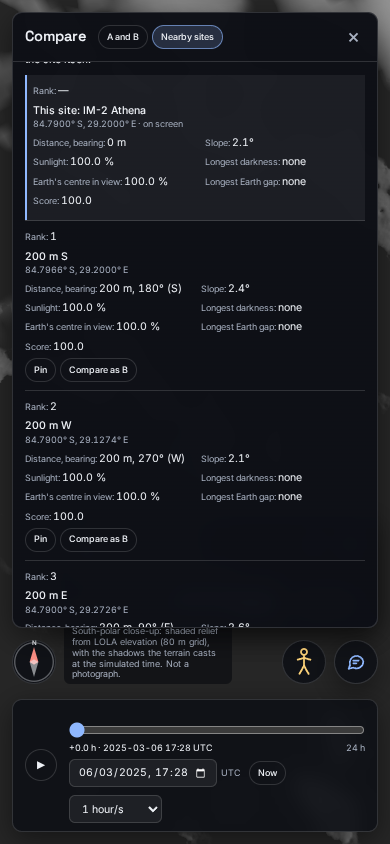 Compare
A and B
Nearby sites
✕
Rank: —
This site: IM-2 Athena
84.7900° S, 29.2000° E · on screen
Distance, bearing: 0 m Slope: 2.1°
Sunlight: 100.0 % Longest darkness: none
Earth's centre in view: 100.0 % Longest Earth gap: none
Score: 100.0
Rank: 1
200 m S
84.7966° S, 29.2000° E
Distance, bearing: 200 m, 180° (S) Slope: 2.4°
Sunlight: 100.0 % Longest darkness: none
Earth's centre in view: 100.0 % Longest Earth gap: none
Score: 100.0
Pin Compare as B
Rank: 2
200 m W
84.7900° S, 29.1274° E
Distance, bearing: 200 m, 270° (W) Slope: 2.1°
Sunlight: 100.0 % Longest darkness: none
Earth's centre in view: 100.0 % Longest Earth gap: none
Score: 100.0
Pin Compare as B
Rank: 3
200 m E
84.7900° S, 29.2726° E
Distance, bearing: 200 m, 90° (E) Slope: 2.6°
N
South-polar close-up: shaded relief
from LOLA elevation (80 m grid),
with the shadows the terrain casts
at the simulated time. Not a
photograph.
+0.0 h · 2025-03-06 17:28 UTC 24 h
06/03/2025, 17:28 UTC Now
1 hour/s